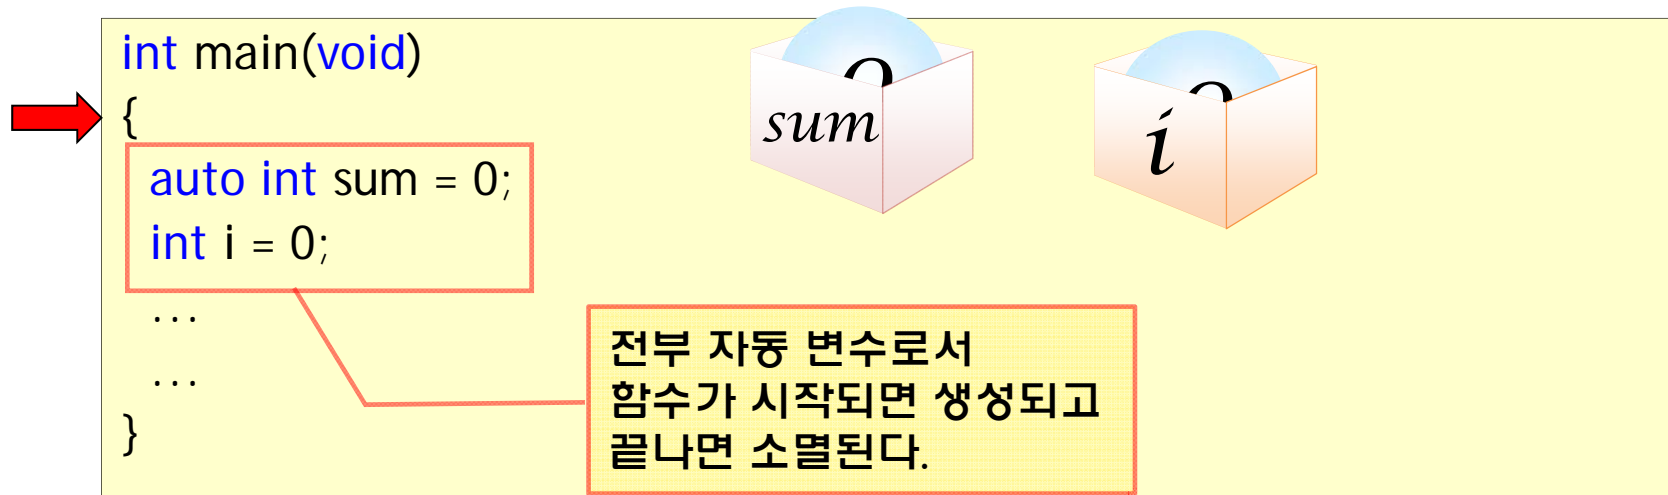 int main(void)
{
auto int sum = 0;
int i = 0;
...
...
}
sum
i
전부 자동 변수로서
함수가 시작되면 생성되고
끝나면 소멸된다.